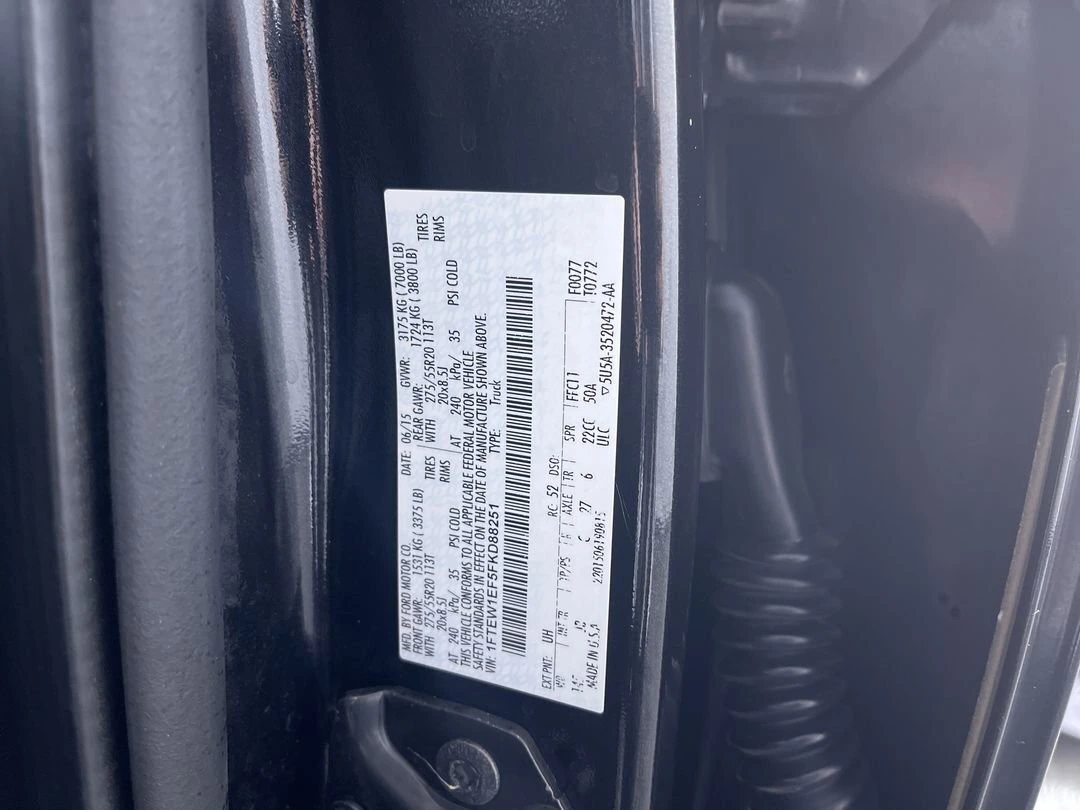 MFD. BY FORD MOTOR CO. DATE: 06/15 GVWR: 3175 KG ( 7000 LB)
FRONT GAWR: 1531 KG ( 3375 LB) REAR GAWR: 1724 KG ( 3800 LB)
WITH 275/55R20 113T TIRES WITH 275/55R20 113T TIRES
20x8.5J RIMS 20x8.5J RIMS
AT 240 kPa/ 35 PSI COLD AT 240 kPa/ 35 PSI COLD
THIS VEHICLE CONFORMS TO ALL APPLICABLE FEDERAL MOTOR VEHICLE
SAFETY STANDARDS IN EFFECT ON THE DATE OF MANUFACTURE SHOWN ABOVE.
VIN: 1FTEW1EF5FKD88251 TYPE: Truck
EXT PNT: UH RC: 52 DSO:
WB INT TR TP/PS R AXLE TR SPR FFC11 F0077
C 27 6 22CC 50A T0772
MADE IN U.S.A. ULC ▽5U5A-3520472-AA